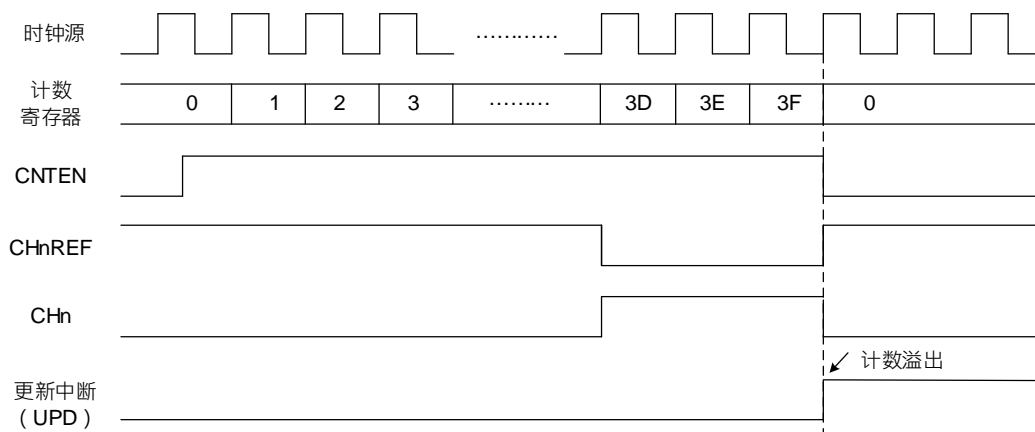 时钟源
…………
计数
寄存器
0 1 2 3 ……… 3D 3E 3F 0
CNTEN
CHnREF
CHn
计数溢出
更新中断
（UPD）